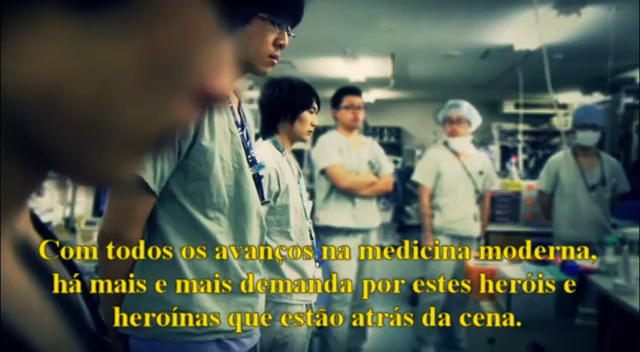 Com todos os avanços na medicina moderna,
há mais e mais demanda por estes heróis e
heroínas que estão atrás da cena.